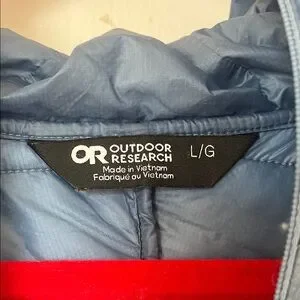 OR OUTDOOR RESEARCH L/G
Made in Vietnam
Fabriqué au Vietnam